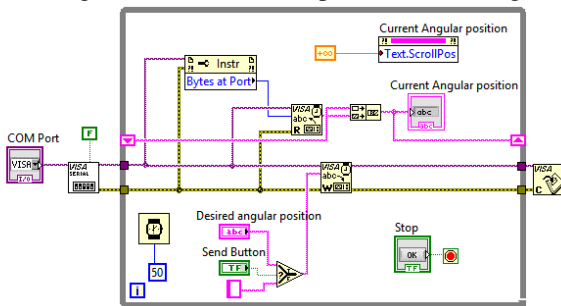 Current Angular position
Instr
+∞
Text.ScrollPos
Bytes at Port
Current Angular position
VISA
abc
R
abc
abc
F
COM Port
VISA
I/O
VISA
SERIAL
VISA
abc
W
VISA
C
Desired angular position
abc
Stop
Send Button
OK
TF
TF
50
i